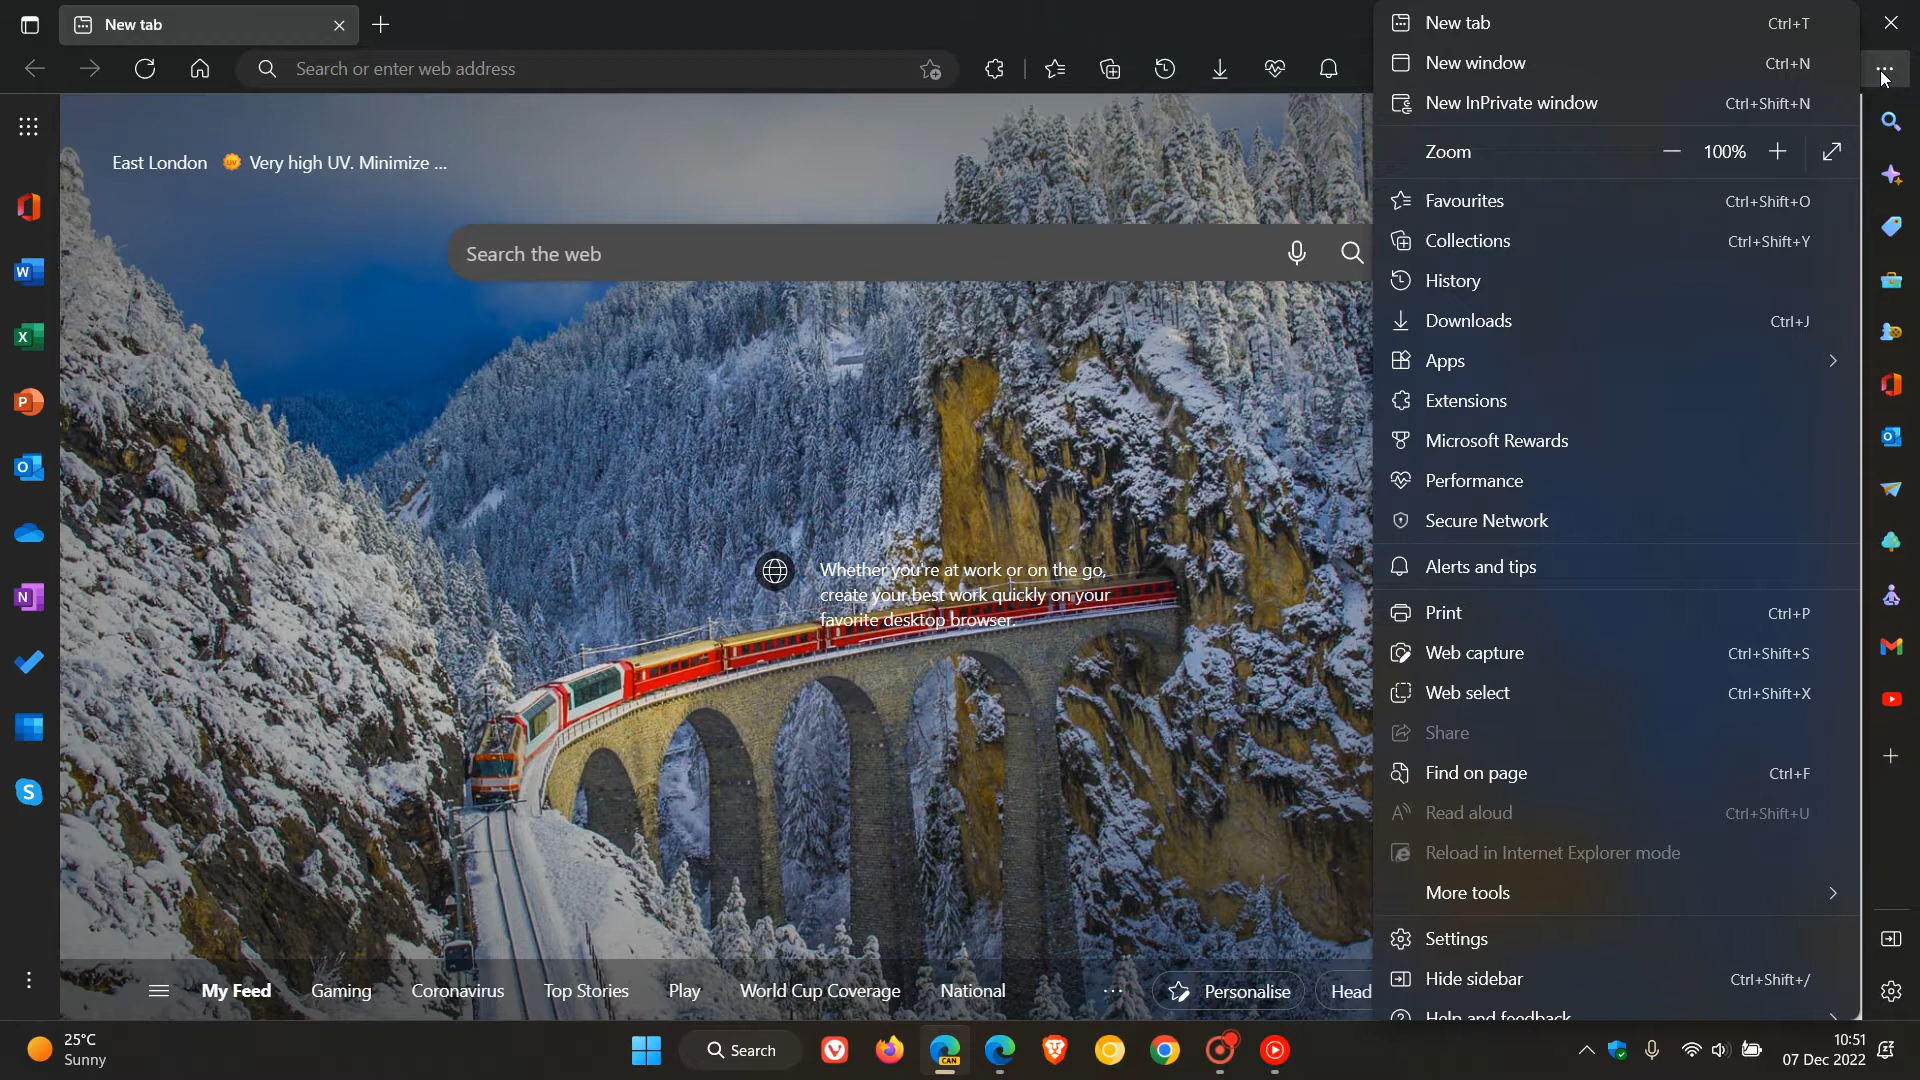 New tab
Search or enter web address
East London Very high UV. Minimize ...
Search the web
Whether you're at work or on the go,
create your best work quickly on your
favorite desktop browser.
My Feed Gaming Coronavirus Top Stories Play World Cup Coverage National ... Personalise Head
New tab Ctrl+T
New window Ctrl+N
New InPrivate window Ctrl+Shift+N
Zoom — 100% +
Favourites Ctrl+Shift+O
Collections Ctrl+Shift+Y
History
Downloads Ctrl+J
Apps
Extensions
Microsoft Rewards
Performance
Secure Network
Alerts and tips
Print Ctrl+P
Web capture Ctrl+Shift+S
Web select Ctrl+Shift+X
Share
Find on page Ctrl+F
Read aloud Ctrl+Shift+U
Reload in Internet Explorer mode
More tools
Settings
Hide sidebar Ctrl+Shift+/
Help and feedback
25°C
Sunny
Search
CAN
10:51
07 Dec 2022